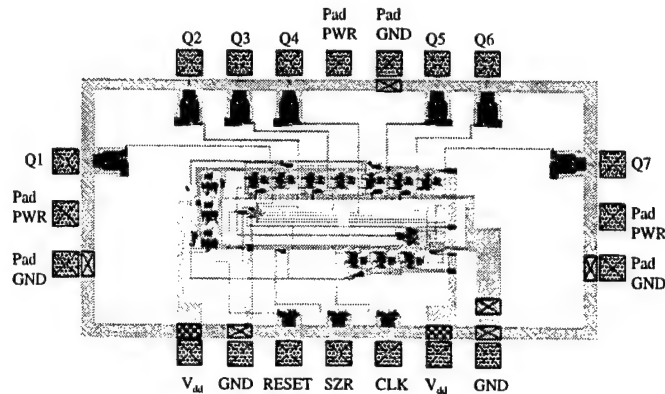 Q2 Q3 Q4 Pad PWR Pad GND Q5 Q6
Q1
Q7
Pad PWR
Pad PWR
Pad GND
Pad GND
Vdd GND RESET SZR CLK Vdd GND